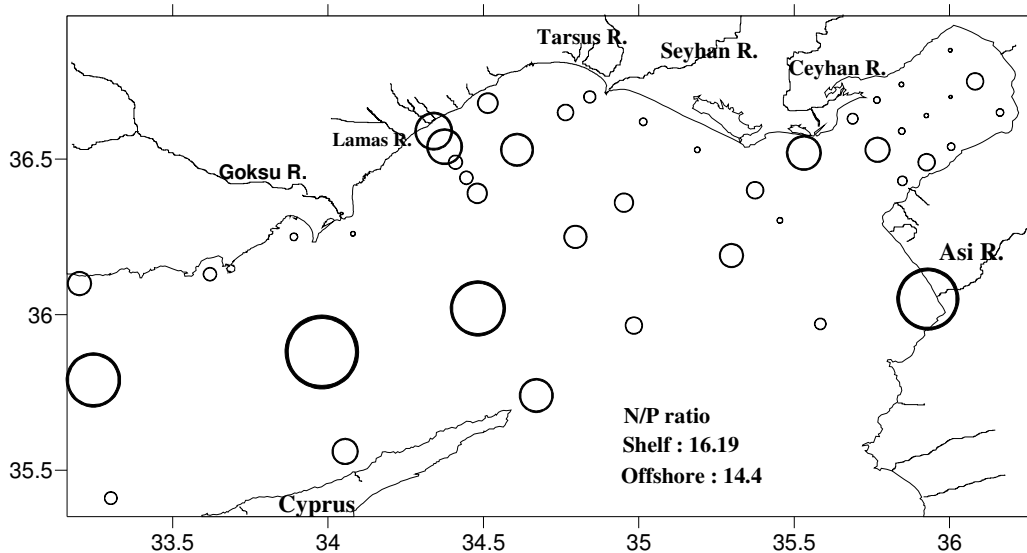 Tarsus R.
Seyhan R.
Ceyhan R.
Lamas R.
36.5
Goksu R.
Asi R.
36
N/P ratio
Shelf : 16.19
35.5
Offshore : 14.4
Cyprus
33.5 34 34.5 35 35.5 36